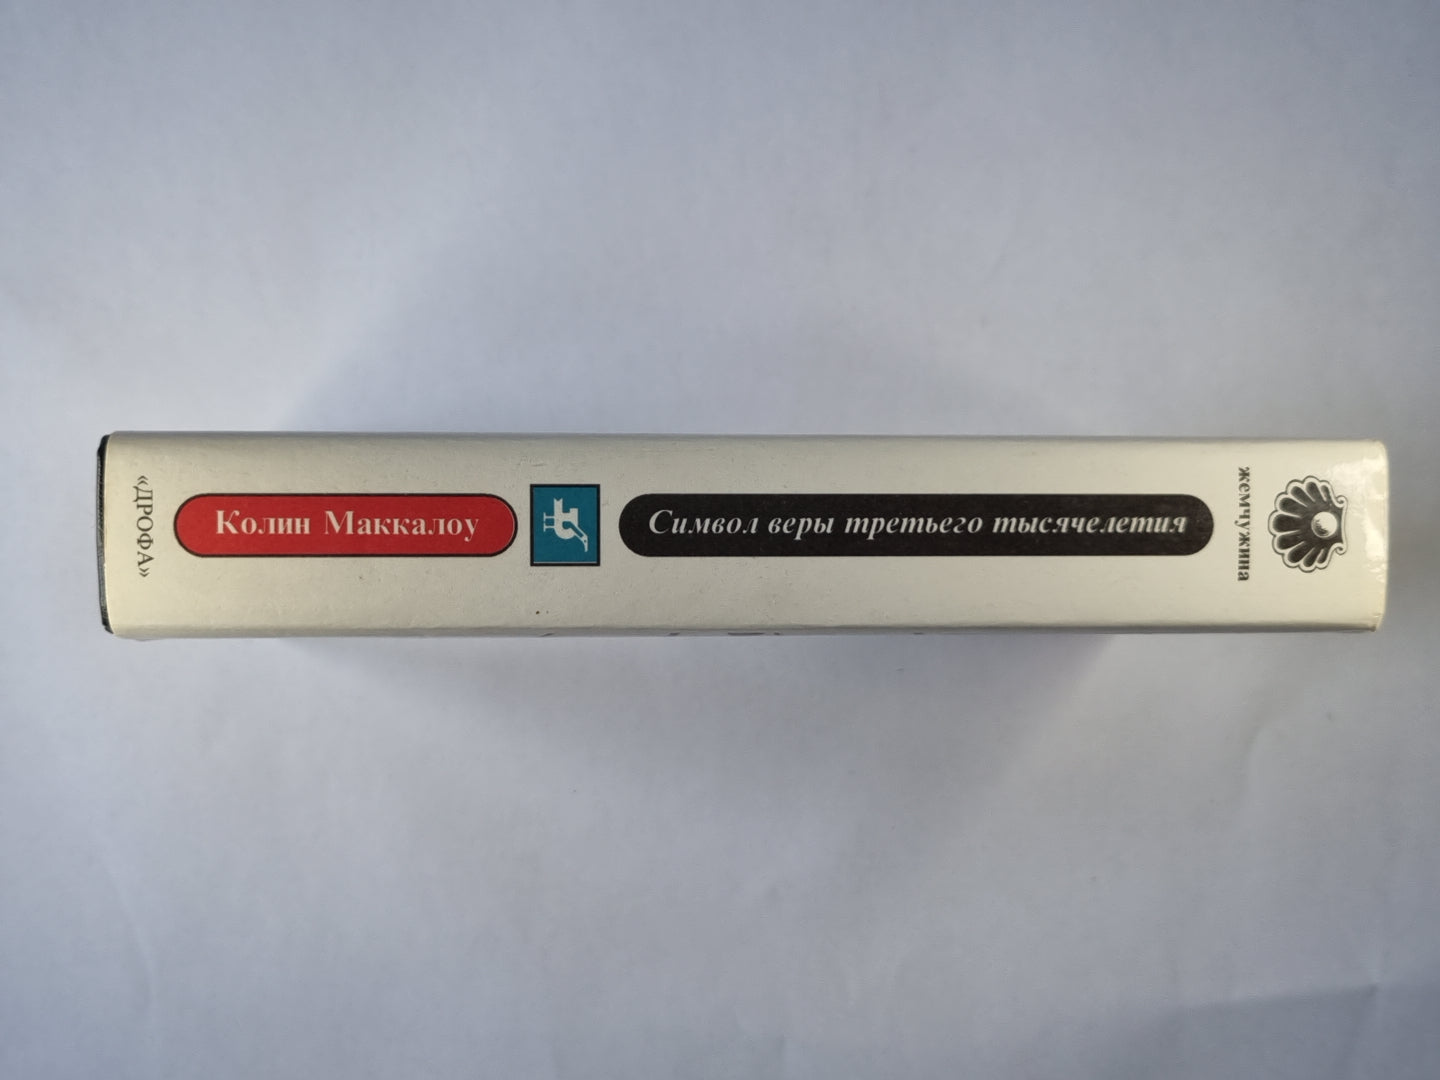 «ДРОФА»
Колин Маккалоу
Символ веры третьего тысячелетия
жемчужина